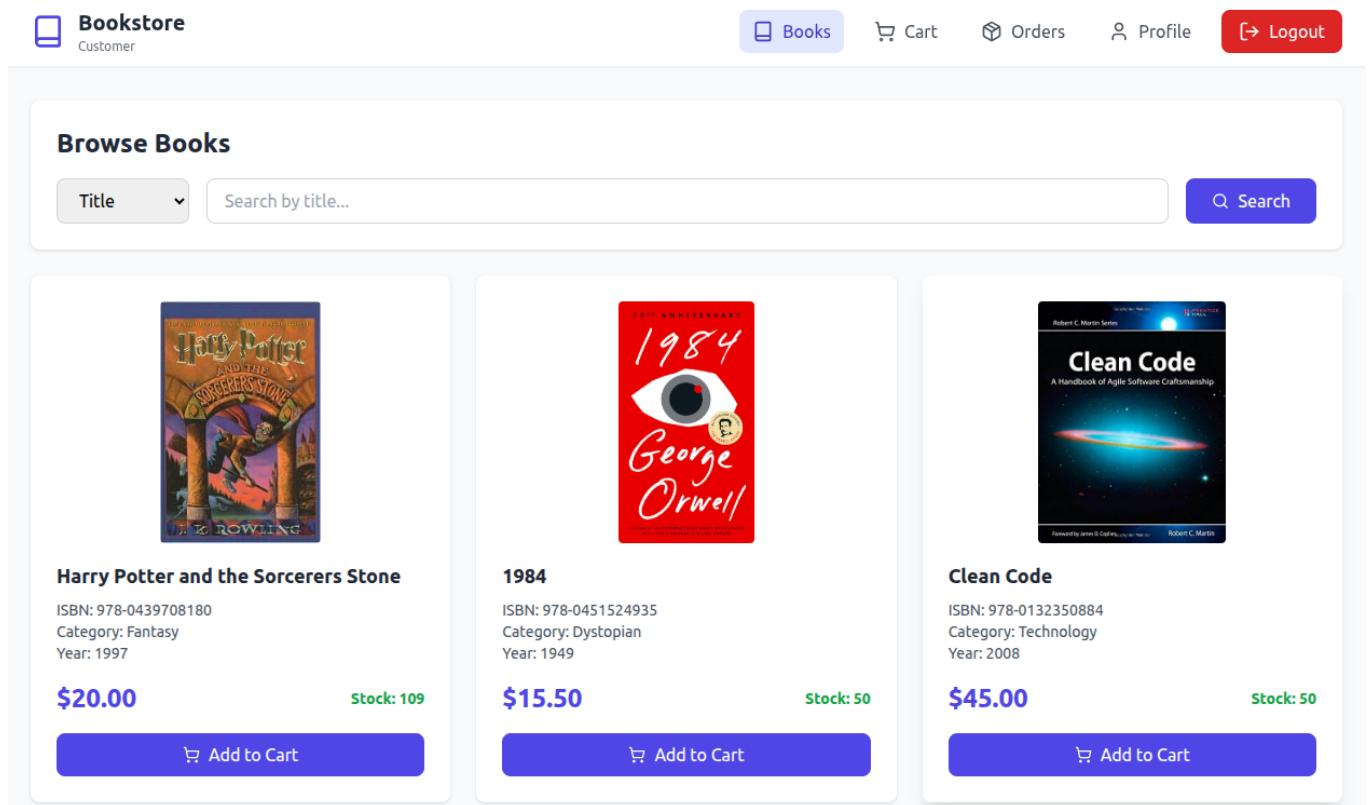 Bookstore
Customer
Books
Cart
Orders
Profile
Logout
Browse Books
Title
Search by title...
Search
Harry Potter
AND THE
SORCERER'S STONE
J. K. ROWLING
1984
George
Orwell
Robert C. Martin Series
PRENTICE
HALL
Clean Code
A Handbook of Agile Software Craftsmanship
Robert C. Martin
Harry Potter and the Sorcerers Stone
ISBN: 978-0439708180
Category: Fantasy
Year: 1997
$20.00
Stock: 109
Add to Cart
1984
ISBN: 978-0451524935
Category: Dystopian
Year: 1949
$15.50
Stock: 50
Add to Cart
Clean Code
ISBN: 978-0132350884
Category: Technology
Year: 2008
$45.00
Stock: 50
Add to Cart